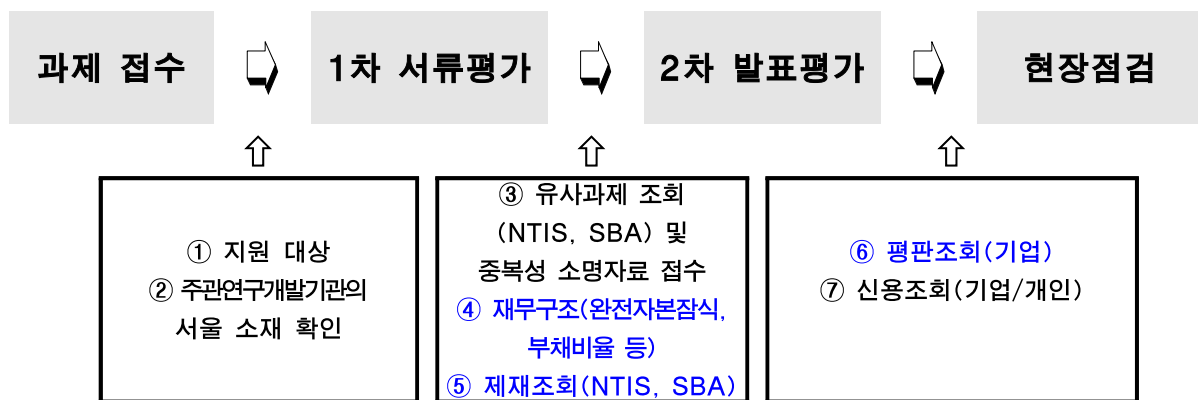 과제 접수
1차 서류평가
2차 발표평가
현장점검
① 지원 대상
② 주관연구개발기관의
서울 소재 확인
③ 유사과제 조회
(NTIS, SBA) 및
중복성 소명자료 접수
④ 재무구조(완전자본잠식,
부채비율 등)
⑤ 제재조회(NTIS, SBA)
⑥ 평판조회(기업)
⑦ 신용조회(기업/개인)